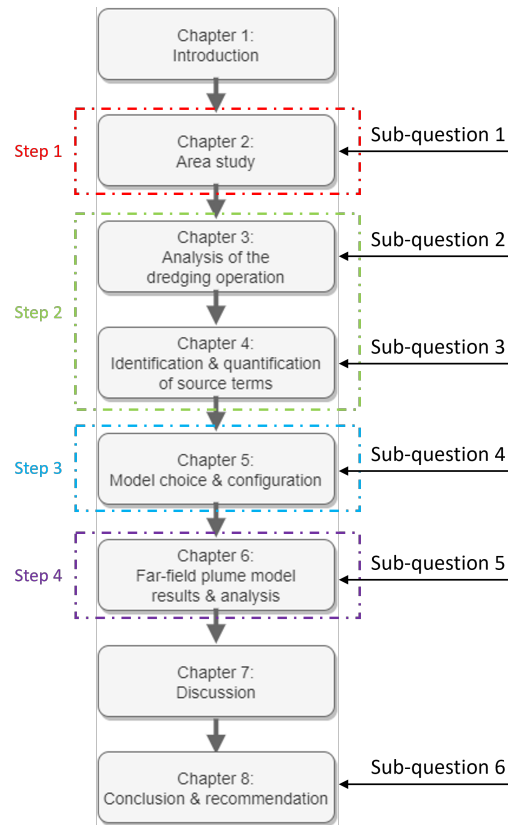 Chapter 1:
Introduction
Step 1
Chapter 2:
Area study
Sub-question 1
Step 2
Chapter 3:
Analysis of the
dredging operation
Sub-question 2
Chapter 4:
Identification & quantification
of source terms
Sub-question 3
Step 3
Chapter 5:
Model choice & configuration
Sub-question 4
Step 4
Chapter 6:
Far-field plume model
results & analysis
Sub-question 5
Chapter 7:
Discussion
Chapter 8:
Conclusion & recommendation
Sub-question 6